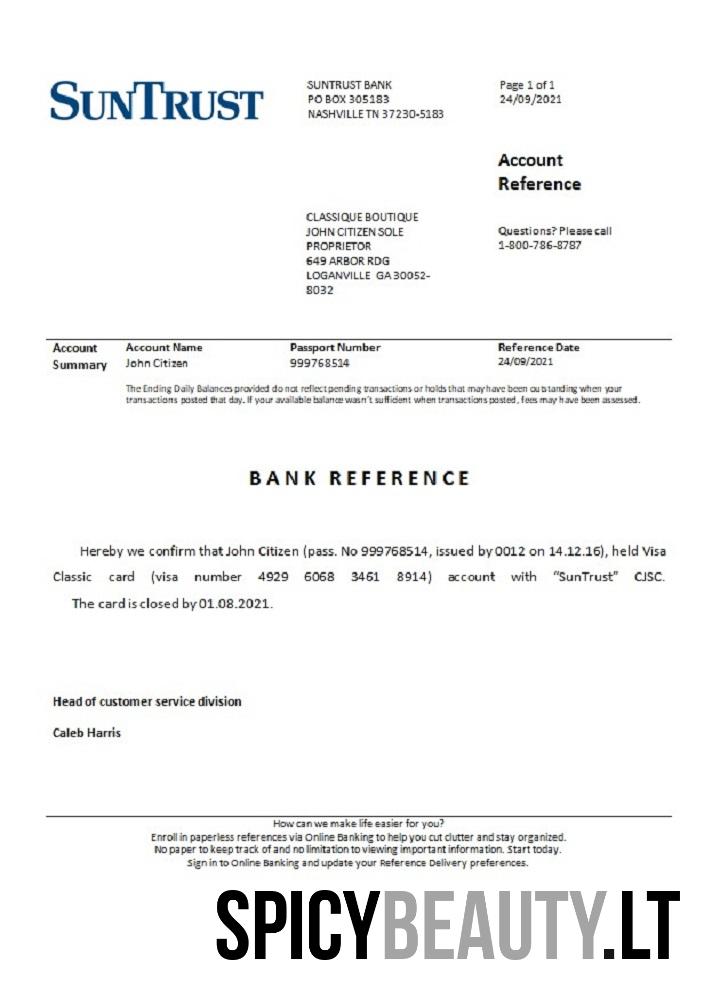 SUNTRUST
SUNTRUST BANK
PO BOX 305183
NASHVILLE TN 37230-5183
Page 1 of 1
24/09/2021
Account
Reference
CLASSIQUE BOUTIQUE
JOHN CITIZEN SOLE
PROPRIETOR
649 ARBOR RDG
LOGANVILLE GA 30052-
8032
Questions? Please call
1-800-786-8787
Account
Summary
Account Name
John Citizen
Passport Number
999768514
Reference Date
24/09/2021
The Ending Daily Balances provided do not reflect pending transactions or holds that may have been outstanding when your
transactions posted that day. If your available balance wasn't sufficient when transactions posted, fees may have been assessed.
BANK REFERENCE
Hereby we confirm that John Citizen (pass. No 999768514, issued by 0012 on 14.12.16), held Visa
Classic card (visa number 4929 6068 3461 8914) account with "SunTrust" CJSC.
The card is closed by 01.08.2021.
Head of customer service division
Caleb Harris
How can we make life easier for you?
Enroll in paperless references via Online Banking to help you cut clutter and stay organized.
No paper to keep track of and no limitation to viewing important information. Start today.
Sign in to Online Banking and update your Reference Delivery preferences.
SPICYBEAUTY.LT